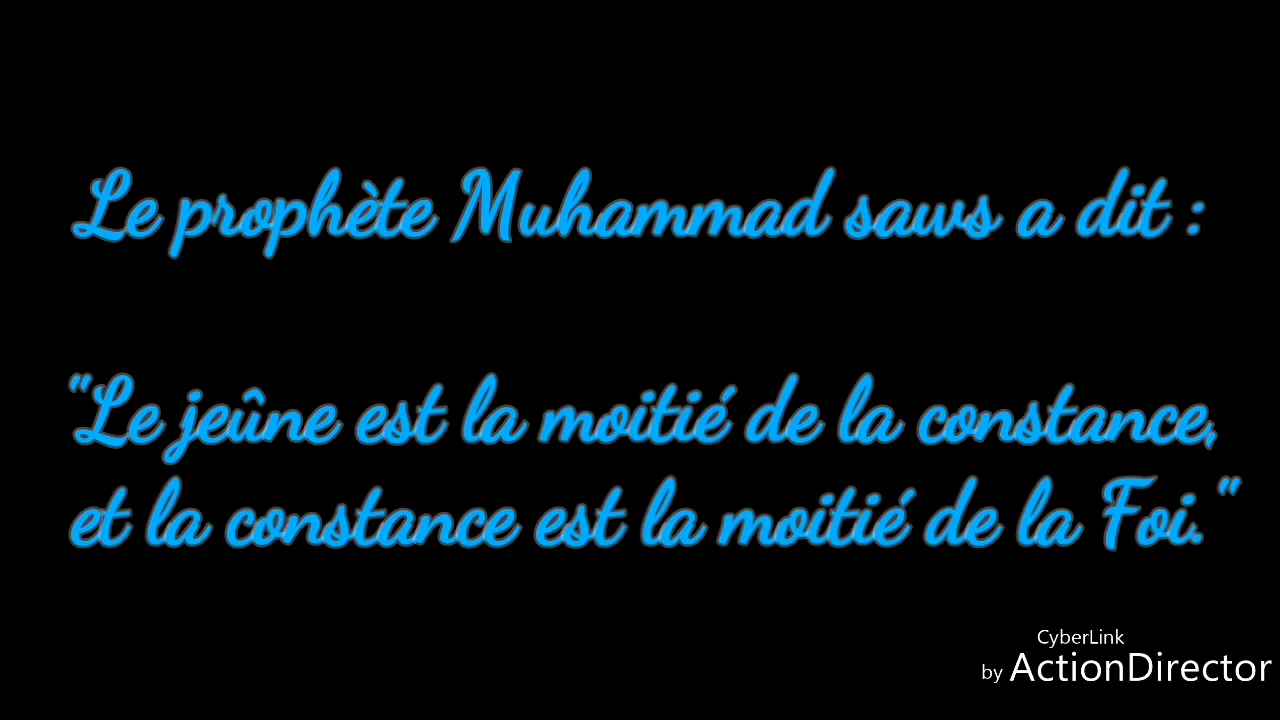 Le prophète Muhammad saws a dit :
"Le jeûne est la moitié de la constance,
et la constance est la moitié de la Foi."
CyberLink
by ActionDirector